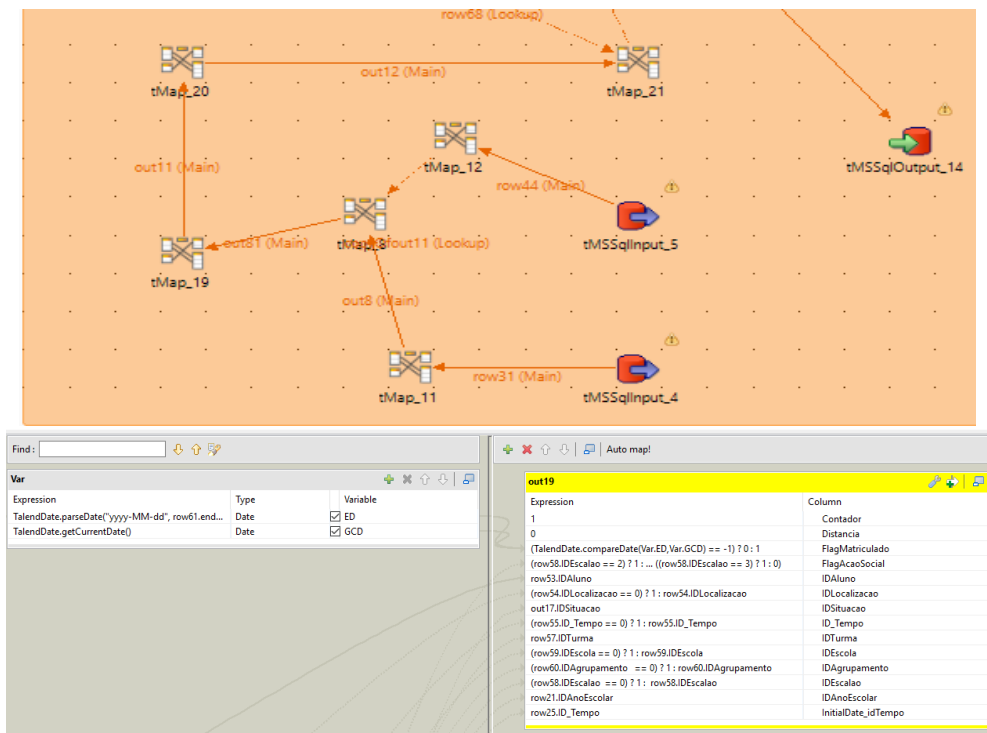 row68 (Lookup)
out12 (Main)
tMap_20
tMap_21
tMap_12
out11 (Main)
row44 (Main)
tMSSqlOutput_14
out81 (Main)
tMap_8
out11 (Lookup)
tMSSqlInput_5
tMap_19
out8 (Main)
row31 (Main)
tMap_11
tMSSqlInput_4
Find :
Auto map!
Var
Expression Type Variable
TalendDate.parseDate("yyyy-MM-dd", row61.end... Date ED
TalendDate.getCurrentDate() Date GCD
out19
Expression Column
1 Contador
0 Distancia
(TalendDate.compareDate(Var.ED,Var.GCD) == -1) ? 0 : 1 FlagMatriculado
(row58.IDEscalao == 2) ? 1 : ... ((row58.IDEscalao == 3) ? 1 : 0) FlagAcaoSocial
row53.IDAluno IDAluno
(row54.IDLocalizacao == 0) ? 1 : row54.IDLocalizacao IDLocalizacao
out17.IDSituacao IDSituacao
(row55.ID_Tempo == 0) ? 1 : row55.ID_Tempo ID_Tempo
row57.IDTurma IDTurma
(row59.IDEscola == 0) ? 1 : row59.IDEscola IDEscola
(row60.IDAgrupamento == 0) ? 1 : row60.IDAgrupamento IDAgrupamento
(row58.IDEscalao == 0) ? 1 : row58.IDEscalao IDEscalao
row21.IDAnoEscolar IDAnoEscolar
row25.ID_Tempo InitialDate_idTempo